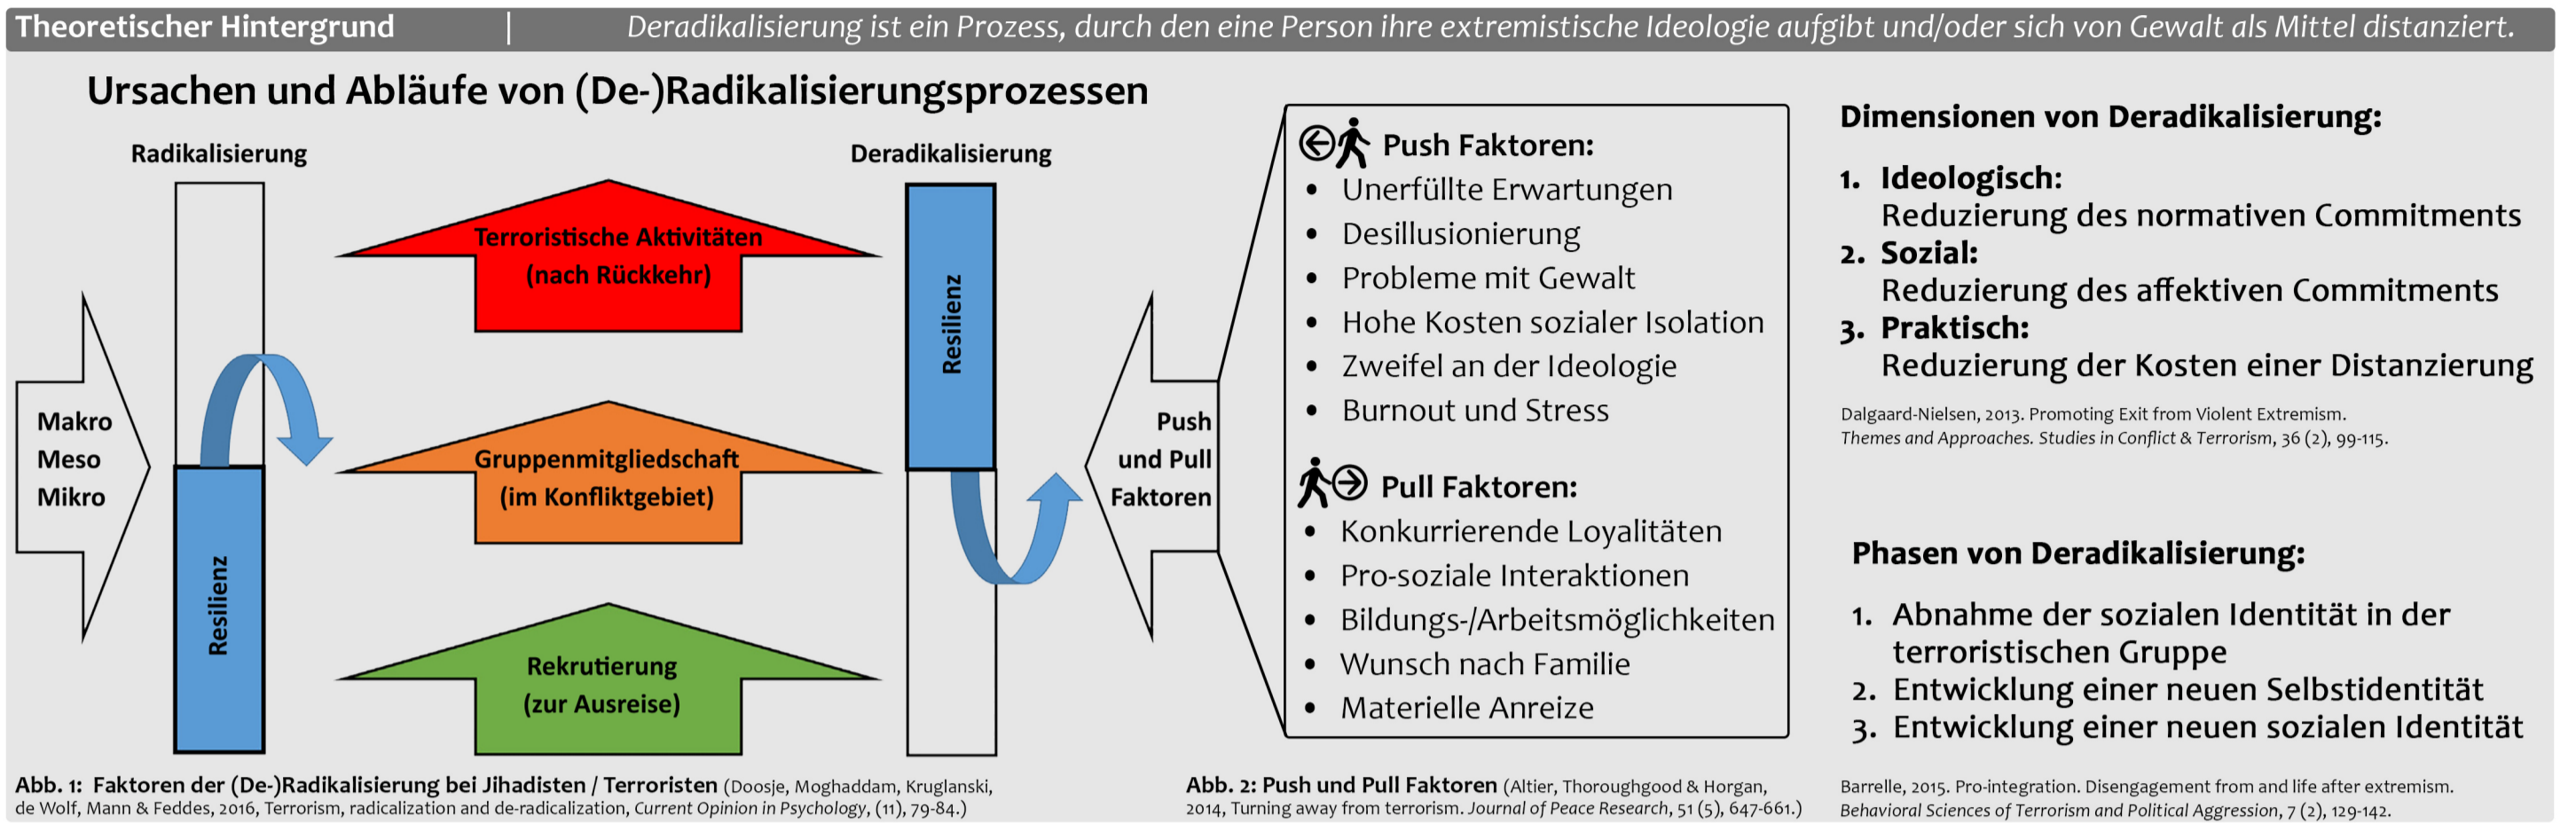 Theoretischer Hintergrund | Deradikalisierung ist ein Prozess, durch den eine Person ihre extremistische Ideologie aufgibt und/oder sich von Gewalt als Mittel distanziert.
Ursachen und Abläufe von (De-)Radikalisierungsprozessen
Radikalisierung
Makro
Meso
Mikro
Resilienz
Terroristische Aktivitäten
(nach Rückkehr)
Gruppenmitgliedschaft
(im Konfliktgebiet)
Rekrutierung
(zur Ausreise)
Deradikalisierung
Resilienz
Push
und Pull
Faktoren
Abb. 1: Faktoren der (De-)Radikalisierung bei Jihadisten / Terroristen (Doosje, Moghaddam, Kruglanski,
de Wolf, Mann & Feddes, 2016, Terrorism, radicalization and de-radicalization, Current Opinion in Psychology, (11), 79-84.)
Push Faktoren:
• Unerfüllte Erwartungen
• Desillusionierung
• Probleme mit Gewalt
• Hohe Kosten sozialer Isolation
• Zweifel an der Ideologie
• Burnout und Stress
Pull Faktoren:
• Konkurrierende Loyalitäten
• Pro-soziale Interaktionen
• Bildungs-/Arbeitsmöglichkeiten
• Wunsch nach Familie
• Materielle Anreize
Abb. 2: Push und Pull Faktoren (Altier, Thoroughgood & Horgan,
2014, Turning away from terrorism. Journal of Peace Research, 51 (5), 647-661.)
Dimensionen von Deradikalisierung:
1. Ideologisch:
Reduzierung des normativen Commitments
2. Sozial:
Reduzierung des affektiven Commitments
3. Praktisch:
Reduzierung der Kosten einer Distanzierung
Dalgaard-Nielsen, 2013. Promoting Exit from Violent Extremism.
Themes and Approaches. Studies in Conflict & Terrorism, 36 (2), 99-115.
Phasen von Deradikalisierung:
1. Abnahme der sozialen Identität in der
terroristischen Gruppe
2. Entwicklung einer neuen Selbstidentität
3. Entwicklung einer neuen sozialen Identität
Barrelle, 2015. Pro-integration. Disengagement from and life after extremism.
Behavioral Sciences of Terrorism and Political Aggression, 7 (2), 129-142.